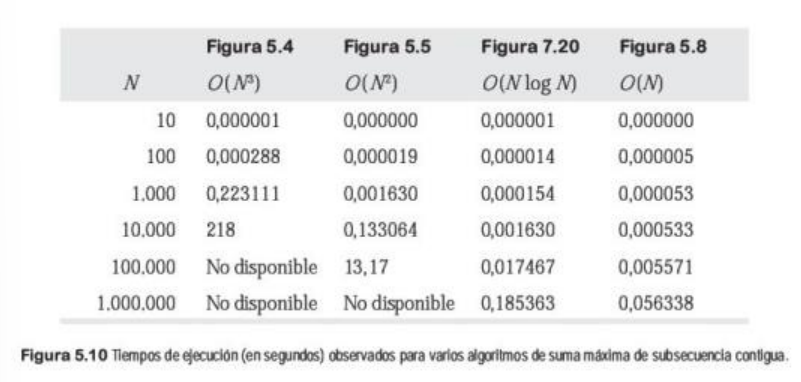 Figura 5.4 Figura 5.5 Figura 7.20 Figura 5.8
N O(N³) O(N²) O(N log N) O(N)
10 0,000001 0,000000 0,000001 0,000000
100 0,000288 0,000019 0,000014 0,000005
1.000 0,223111 0,001630 0,000154 0,000053
10.000 218 0,133064 0,001630 0,000533
100.000 No disponible 13,17 0,017467 0,005571
1.000.000 No disponible No disponible 0,185363 0,056338
Figura 5.10 Tiempos de ejecución (en segundos) observados para varios algoritmos de suma máxima de subsecuencia contigua.